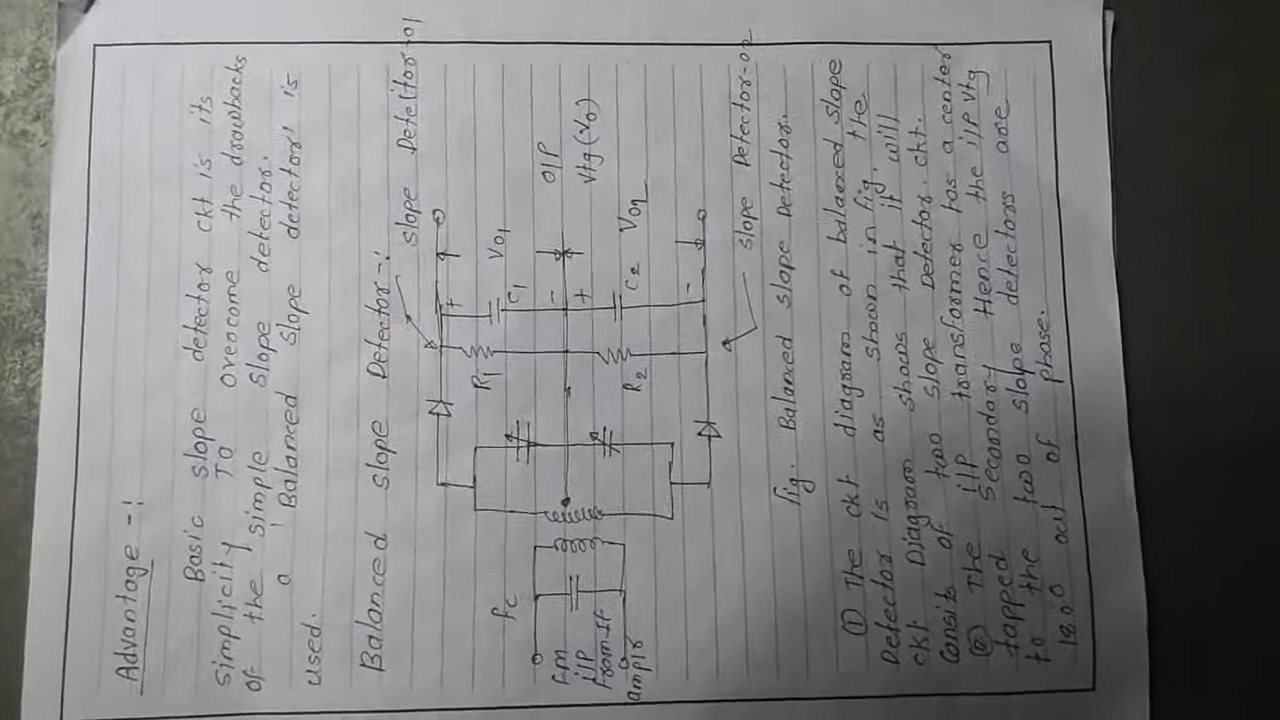 Advantage -:
Basic slope detector ckt is its
simplicity TO overcome the drawbacks
of the simple slope detector.
a 'Balanced slope detector' is
used.
Balanced slope Detector-:
slope Detector-01
fc
R1
+
Vo1
C1
-
fm
i/P
from IF
amplr
O/P
Vtg (Vo)
+
R2
C2
Vo2
-
slope Detector-02
fig. Balanced slope Detector.
① The ckt diagram of balanced slope
Detector is as shown in fig. the
ckt Diagram shows that it will
Consits of two slope Detector ckt.
② The i/P transformer has a center
tapped secondary Hence the i/P vtg
to the two slope detectors are
180° out of phase.